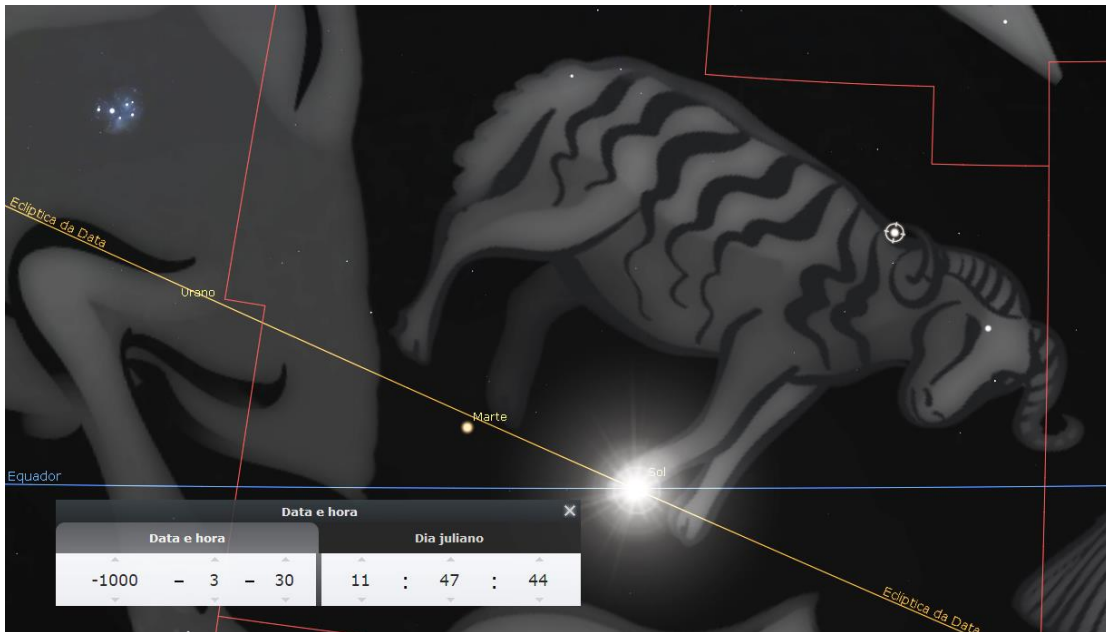 Eclíptica da Data
Urano
Marte
Sol
Equador
Data e hora ×
Data e hora
Dia juliano
-1000 – 3 – 30 11 : 47 : 44
Eclíptica da Data